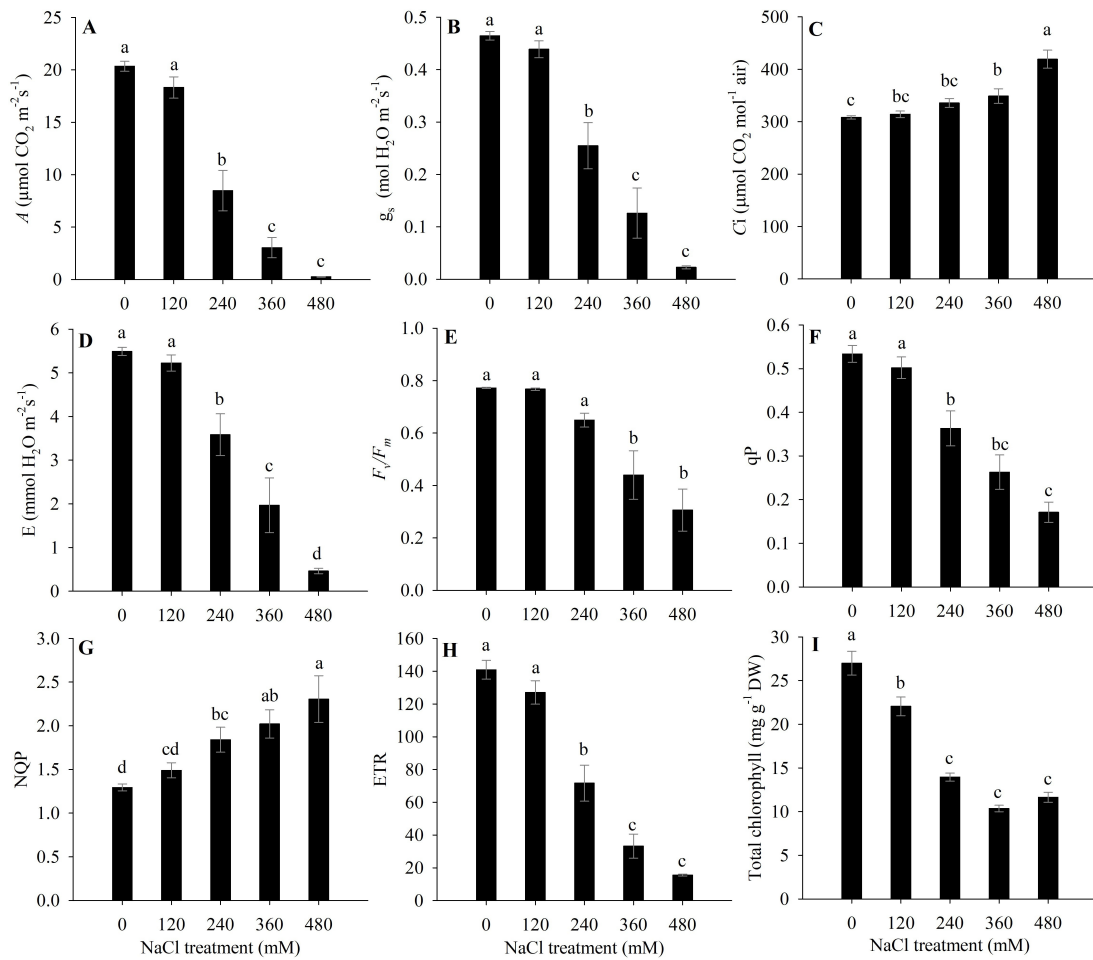 A
A (μmol CO2 m-2s-1)
25
20
15
10
5
0
a
a
b
c
c
0 120 240 360 480
B
gs (mol H2O m-2s-1)
0.5
0.4
0.3
0.2
0.1
0.0
a
a
b
c
c
0 120 240 360 480
C
Ci (μmol CO2 mol-1 air)
500
400
300
200
100
0
c
bc
bc
b
a
0 120 240 360 480
D
E (mmol H2O m-2s-1)
6
5
4
3
2
1
0
a
a
b
c
d
0 120 240 360 480
E
Fv/Fm
1.0
0.8
0.6
0.4
0.2
0.0
a
a
a
b
b
0 120 240 360 480
F
qP
0.6
0.5
0.4
0.3
0.2
0.1
0.0
a
a
b
bc
c
0 120 240 360 480
G
NQP
3.0
2.5
2.0
1.5
1.0
0.5
0.0
d
cd
bc
ab
a
0 120 240 360 480
NaCl treatment (mM)
H
ETR
160
140
120
100
80
60
40
20
0
a
a
b
c
c
0 120 240 360 480
NaCl treatment (mM)
I
Total chlorophyll (mg g-1 DW)
30
25
20
15
10
5
0
a
b
c
c
c
0 120 240 360 480
NaCl treatment (mM)